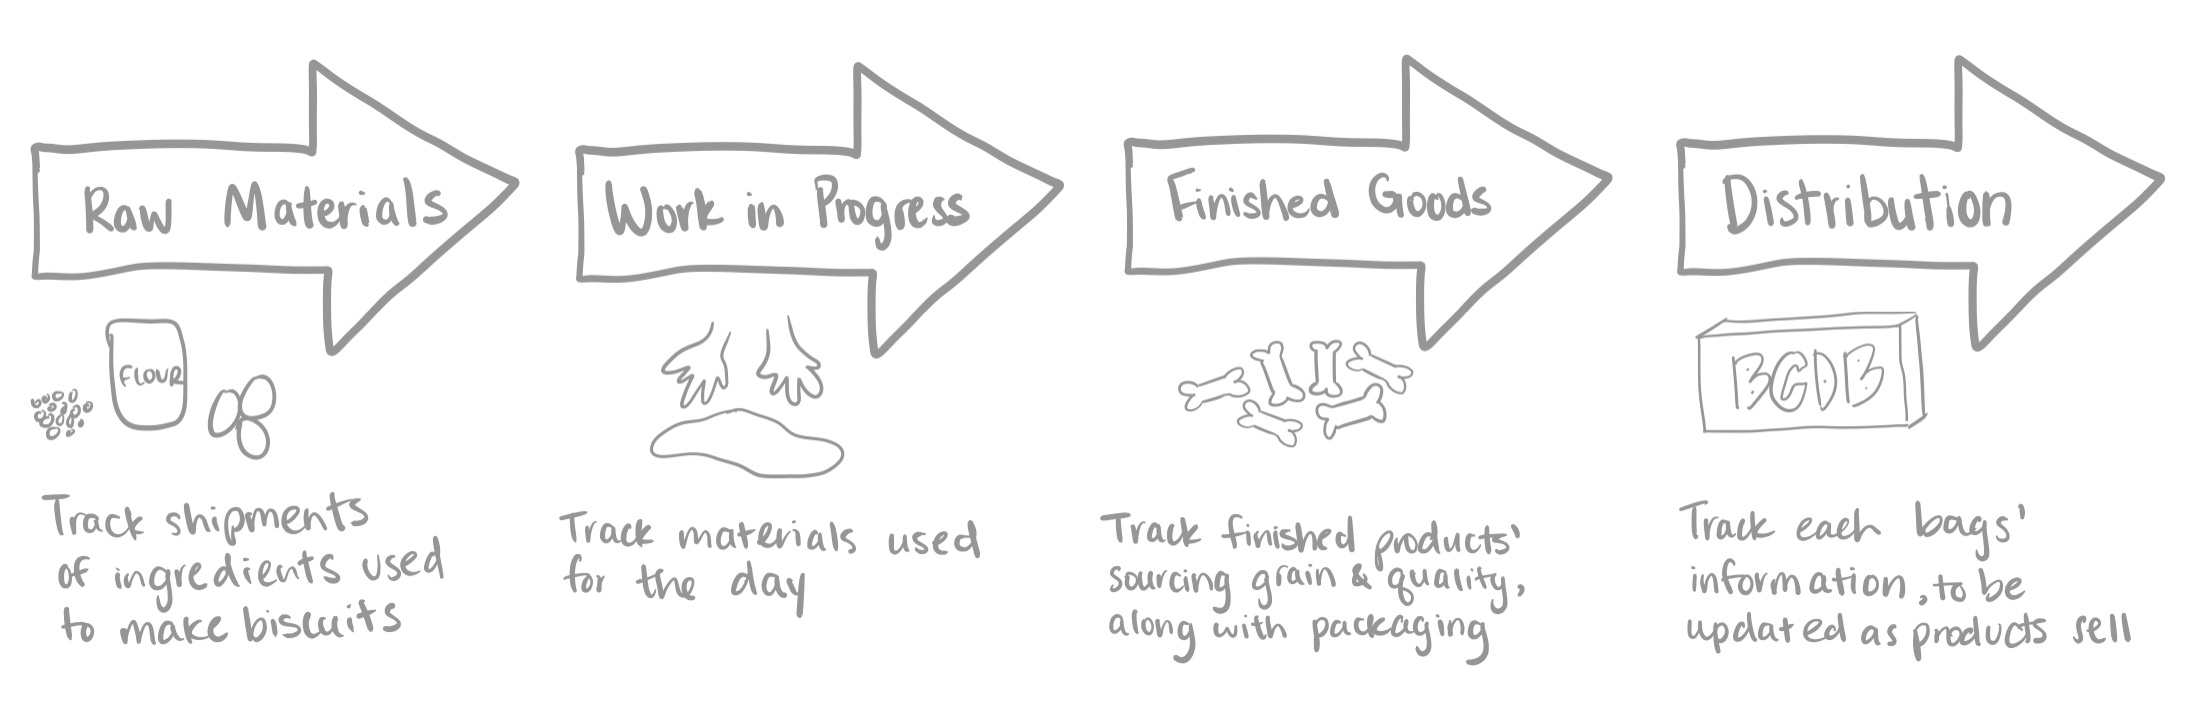 Raw Materials
Work in Progress
Finished Goods
Distribution
FLOUR
BCDB
Track shipments
of ingredients used
to make biscuits
Track materials used
for the day
Track finished products'
sourcing grain & quality,
along with packaging
Track each bags'
information, to be
updated as products sell